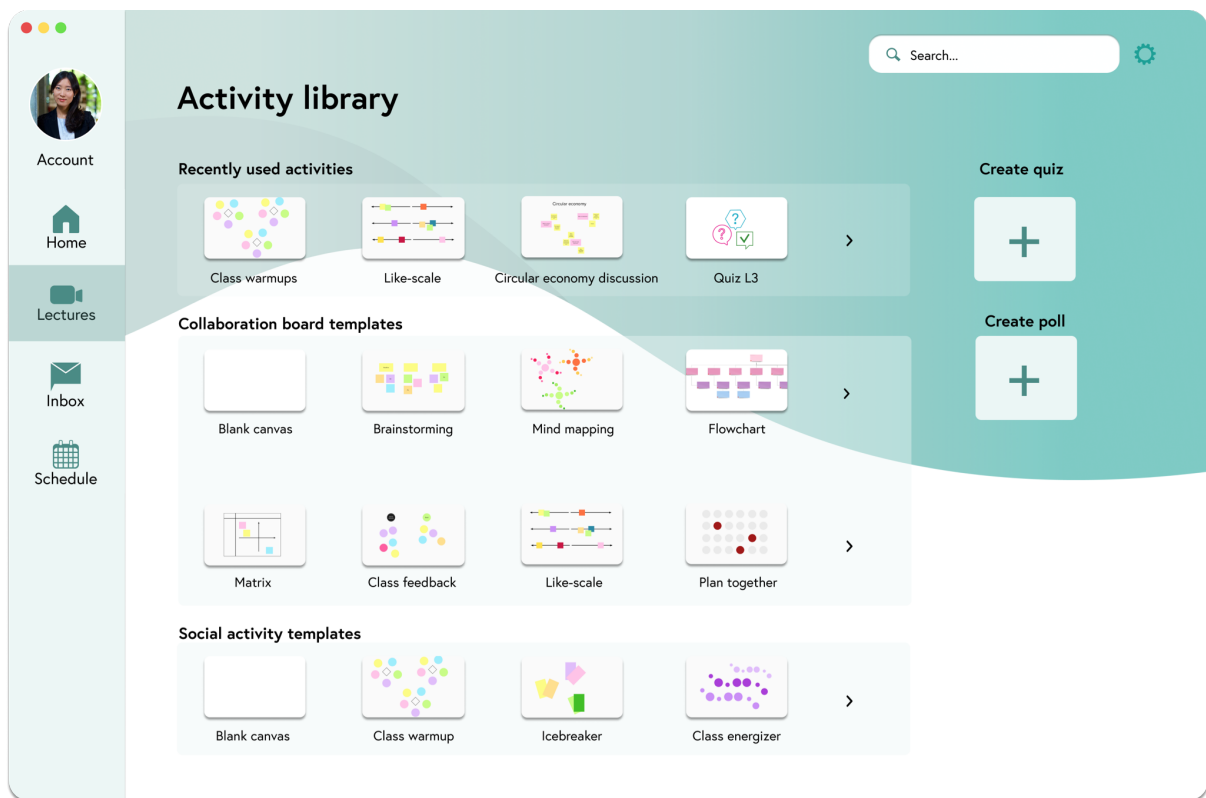 Search...
Activity library
Account
Home
Lectures
Inbox
Schedule
Recently used activities
Circular economy
Class warmups
Like-scale
Circular economy discussion
Quiz L3
Create quiz
Create poll
Collaboration board templates
Blank canvas
Brainstorming
Mind mapping
Flowchart
Matrix
Class feedback
Like-scale
Plan together
Social activity templates
Blank canvas
Class warmup
Icebreaker
Class energizer